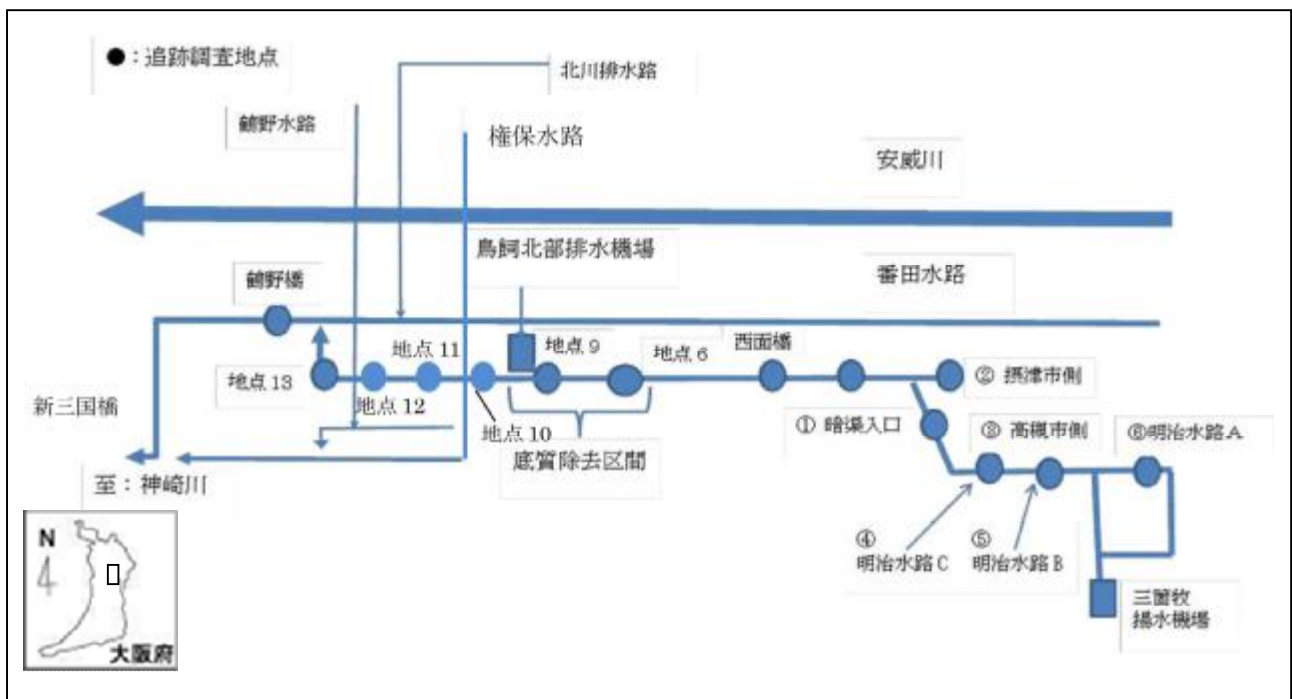 ●：追跡調査地点
北川排水路
鶴野水路
権保水路
安威川
鳥飼北部排水機場
番田水路
鶴野橋
地点 11
地点 9
地点 6
西面橋
地点 13
② 摂津市側
新三国橋
地点 12
地点 10
① 暗渠入口
③ 高槻市側
⑥明治水路A
底質除去区間
至：神崎川
④
明治水路C
⑤
明治水路B
三箇牧
揚水機場
N
大阪府